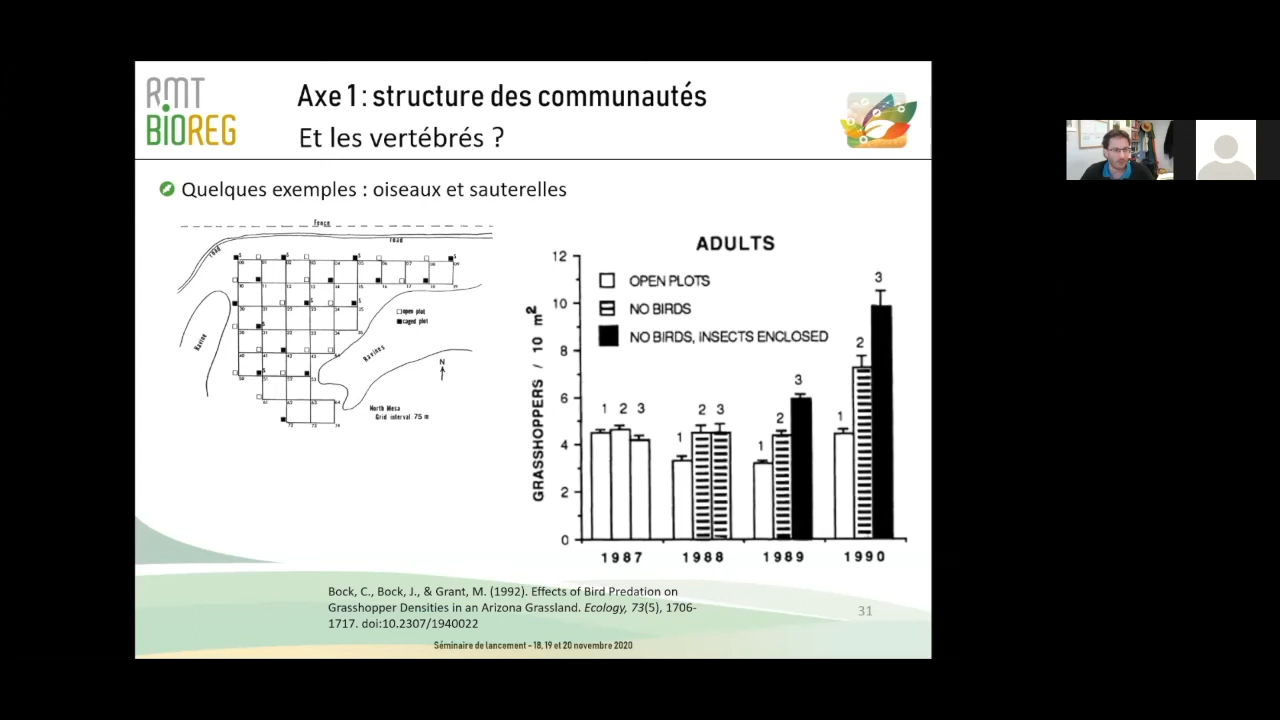 RMT
BIOREG
Axe 1 : structure des communautés
Et les vertébrés ?
Quelques exemples : oiseaux et sauterelles
fence
road
road
open plot
caged plot
Ravine
Ravines
N
North Mesa
Grid interval 75 m
ADULTS
OPEN PLOTS
NO BIRDS
NO BIRDS, INSECTS ENCLOSED
GRASSHOPPERS / 10 m²
12
10
8
6
4
2
0
1 2 3
1 2 3
1 2 3
1 2 3
1987 1988 1989 1990
Bock, C., Bock, J., & Grant, M. (1992). Effects of Bird Predation on
Grasshopper Densities in an Arizona Grassland. Ecology, 73(5), 1706-
1717. doi:10.2307/1940022
31
Séminaire de lancement - 18, 19 et 20 novembre 2020